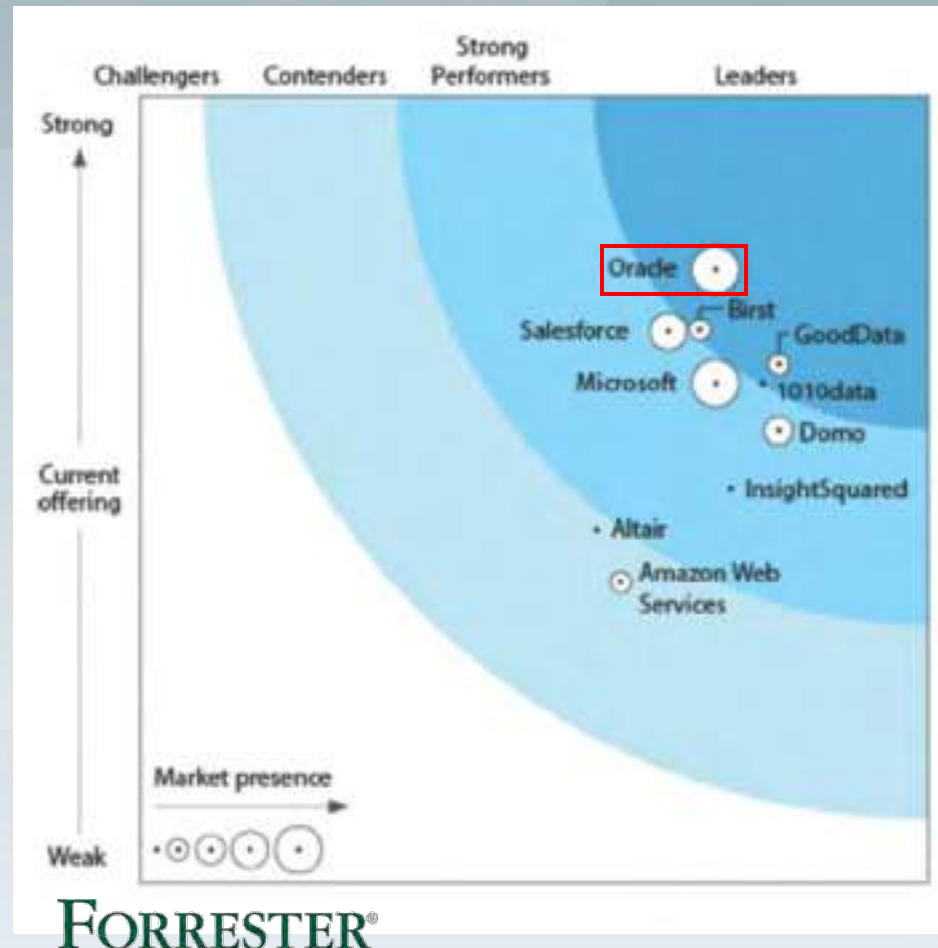 Strong
Challengers Contenders Performers Leaders
Strong
Oracle
Birst
Salesforce
GoodData
Microsoft
1010data
Domo
Current
offering
InsightSquared
Altair
Amazon Web
Services
Market presence
Weak
FORRESTER®